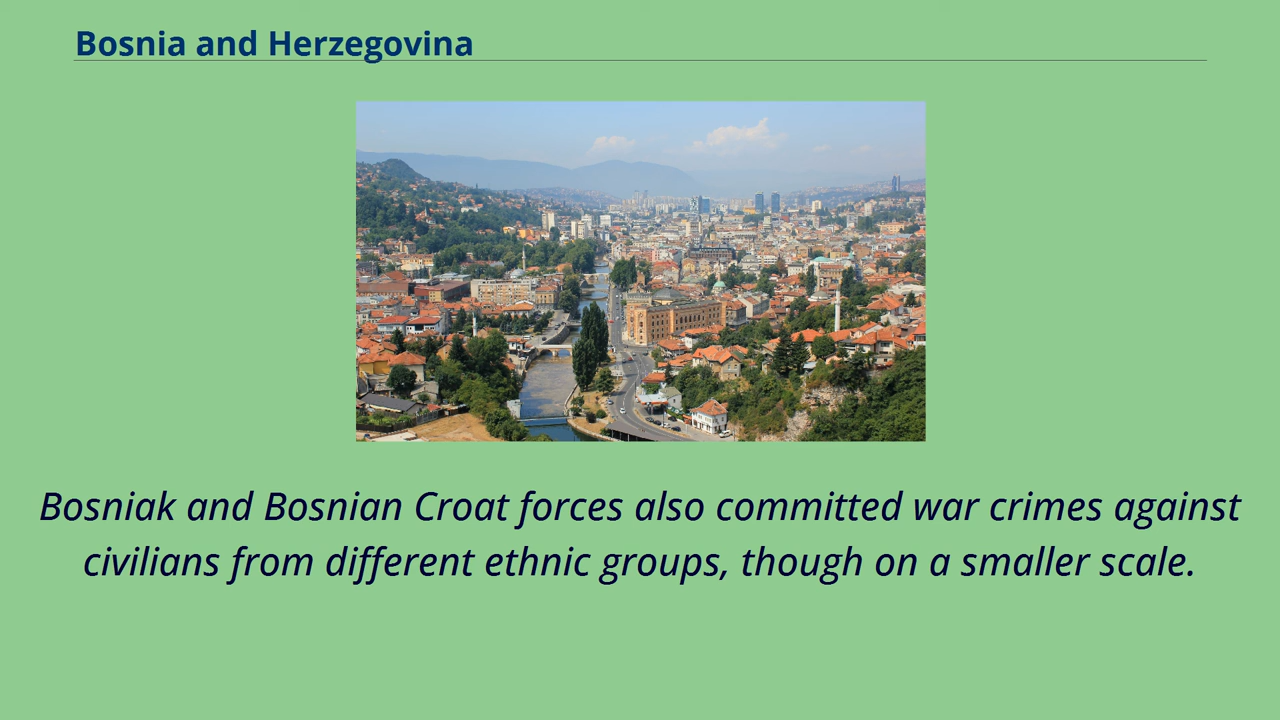 Bosnia and Herzegovina
Bosniak and Bosnian Croat forces also committed war crimes against
civilians from different ethnic groups, though on a smaller scale.